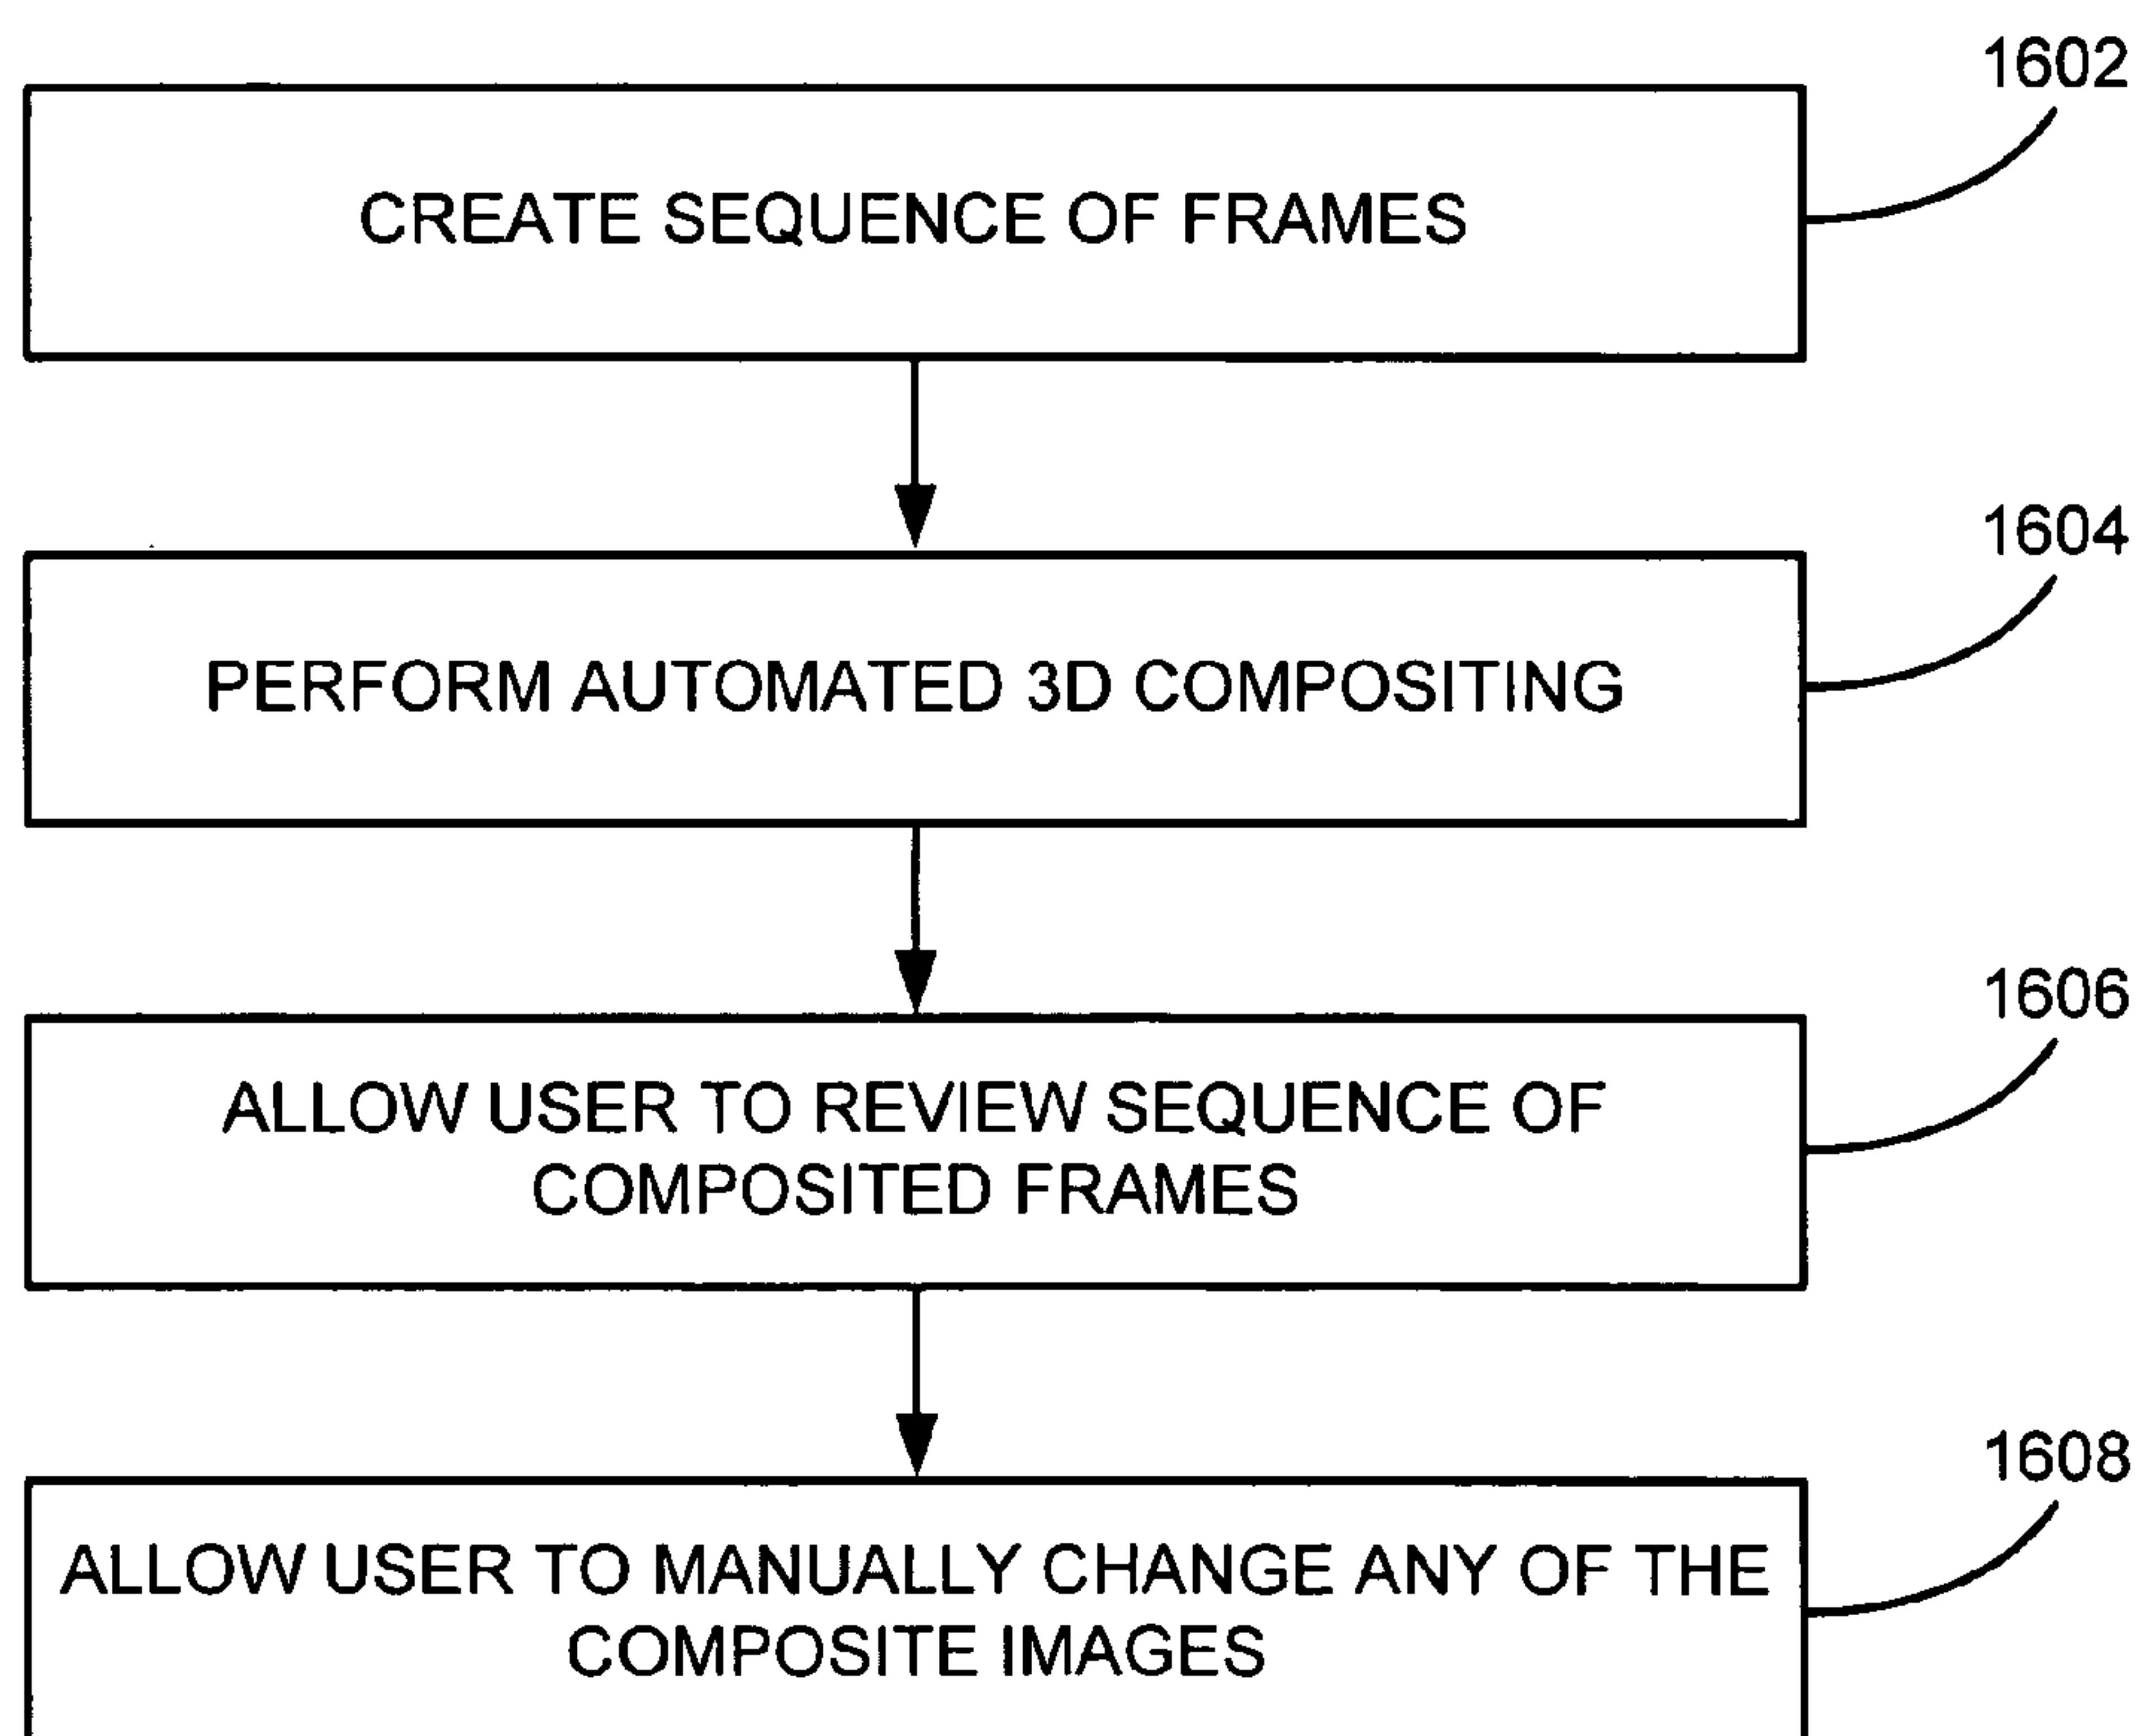 1602
CREATE SEQUENCE OF FRAMES
1604
PERFORM AUTOMATED 3D COMPOSITING
1606
ALLOW USER TO REVIEW SEQUENCE OF
COMPOSITED FRAMES
1608
ALLOW USER TO MANUALLY CHANGE ANY OF THE
COMPOSITE IMAGES